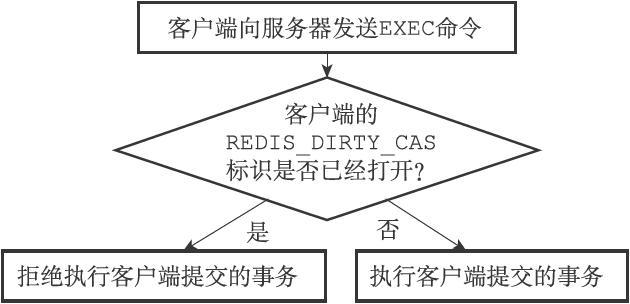 客户端向服务器发送EXEC命令
客户端的
REDIS_DIRTY_CAS
标识是否已经打开?
是
否
拒绝执行客户端提交的事务
执行客户端提交的事务